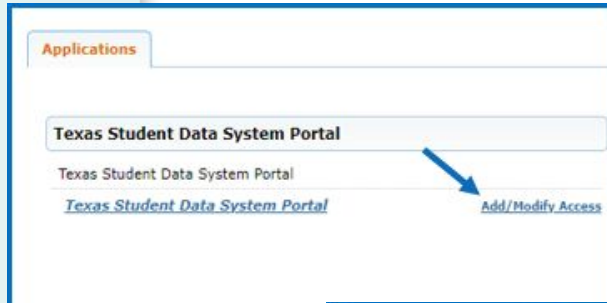 Applications
Texas Student Data System Portal
Texas Student Data System Portal
Texas Student Data System Portal Add/Modify Access